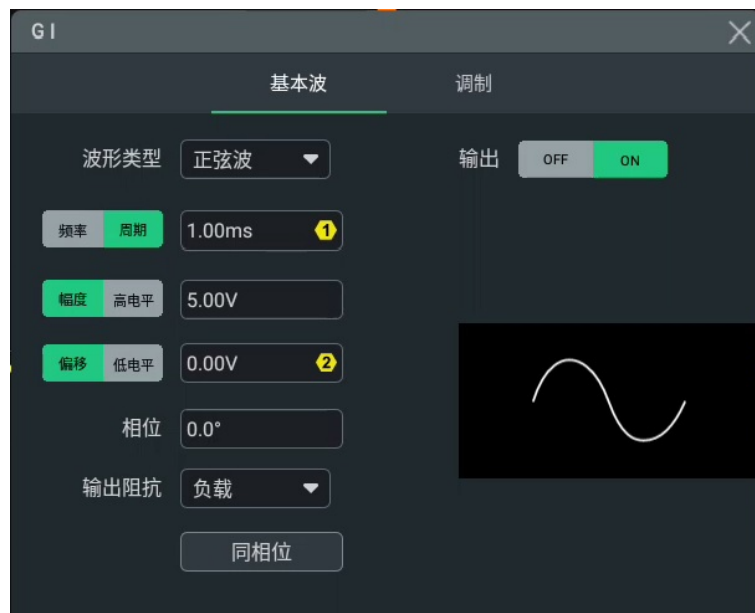 GI
基本波 调制
波形类型 正弦波 输出 OFF ON
频率 周期 1.00ms 1
幅度 高电平 5.00V
偏移 低电平 0.00V 2
相位 0.0°
输出阻抗 负载
同相位